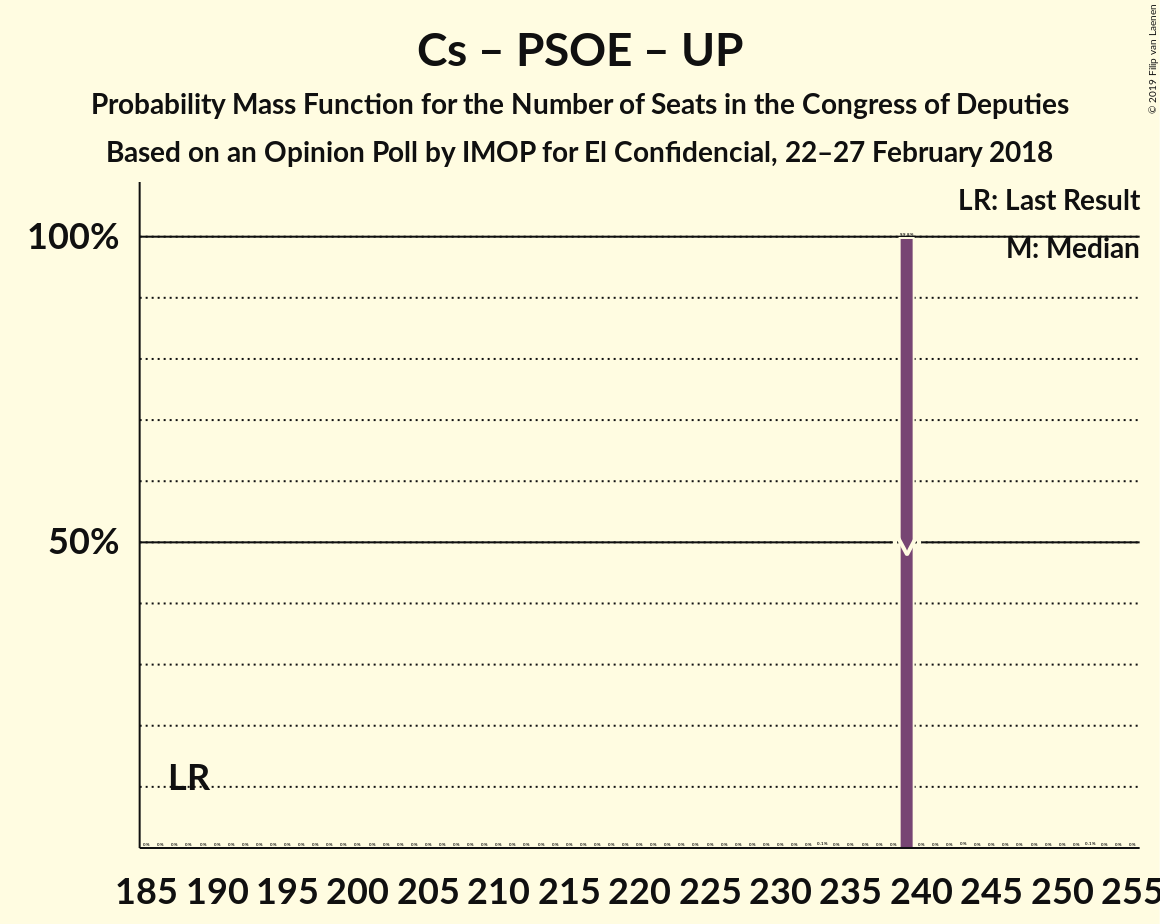 Cs – PSOE – UP
Probability Mass Function for the Number of Seats in the Congress of Deputies
Based on an Opinion Poll by IMOP for El Confidencial, 22–27 February 2018
© 2019 Filip van Laenen
LR: Last Result
100%
M: Median
50%
LR
185 190 195 200 205 210 215 220 225 230 235 240 245 250 255